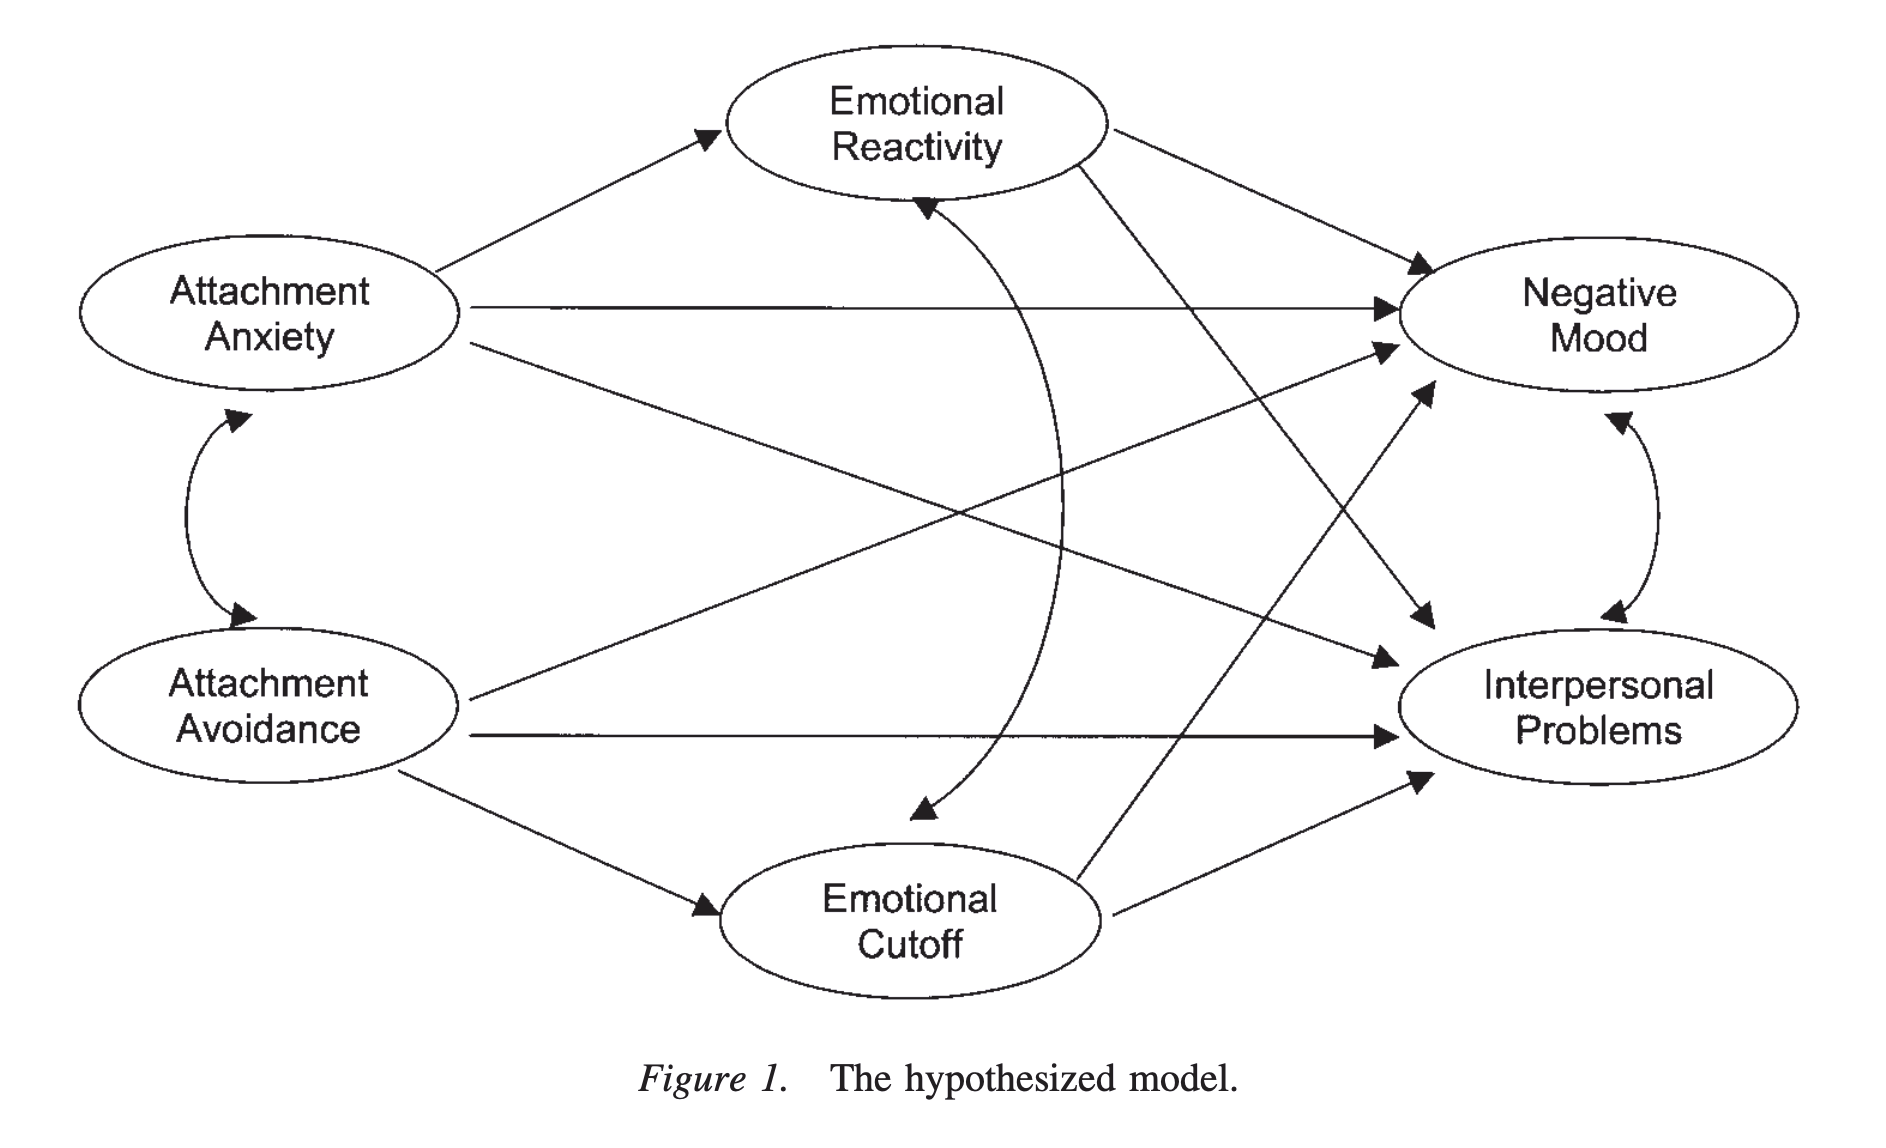 Emotional
Reactivity
Attachment
Anxiety
Negative
Mood
Attachment
Avoidance
Interpersonal
Problems
Emotional
Cutoff
Figure 1. The hypothesized model.